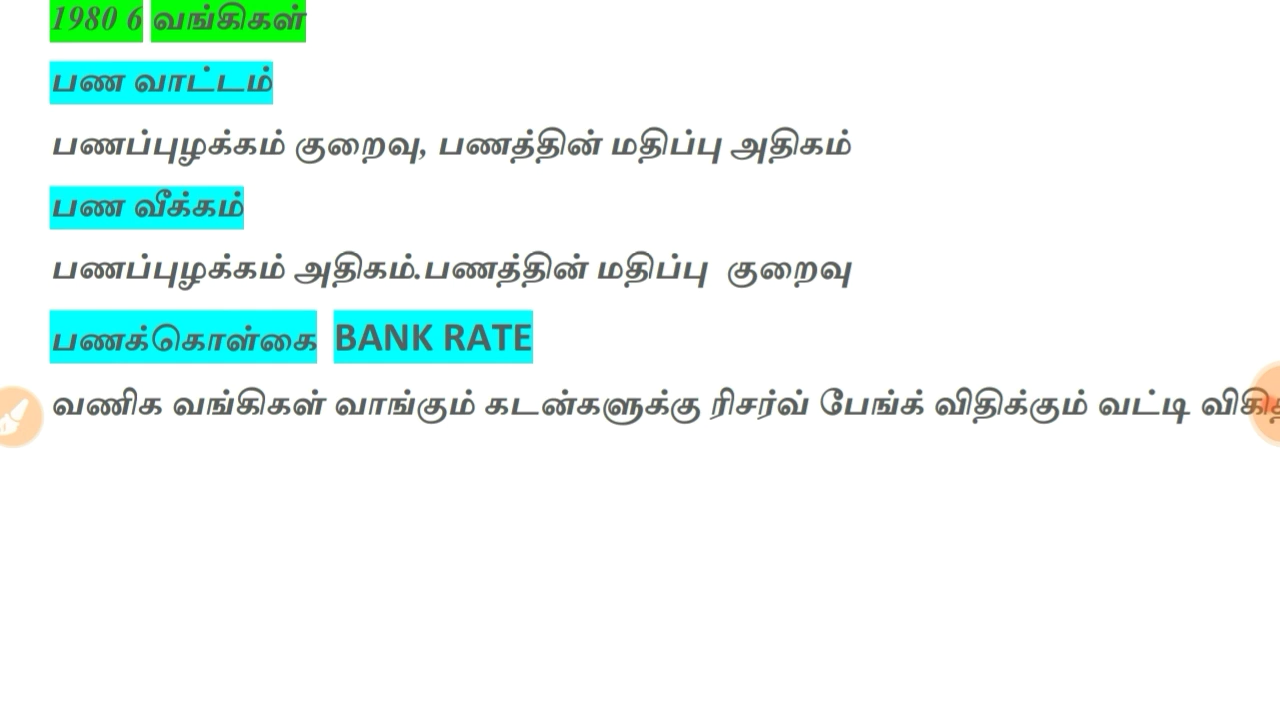 1980 6 வங்கிகள்
பண வாட்டம்
பணப்புழக்கம் குறைவு, பணத்தின் மதிப்பு அதிகம்
பண வீக்கம்
பணப்புழக்கம் அதிகம்.பணத்தின் மதிப்பு குறைவு
பணக்கொள்கை BANK RATE
வணிக வங்கிகள் வாங்கும் கடன்களுக்கு ரிசர்வ் பேங்க் விதிக்கும் வட்டி